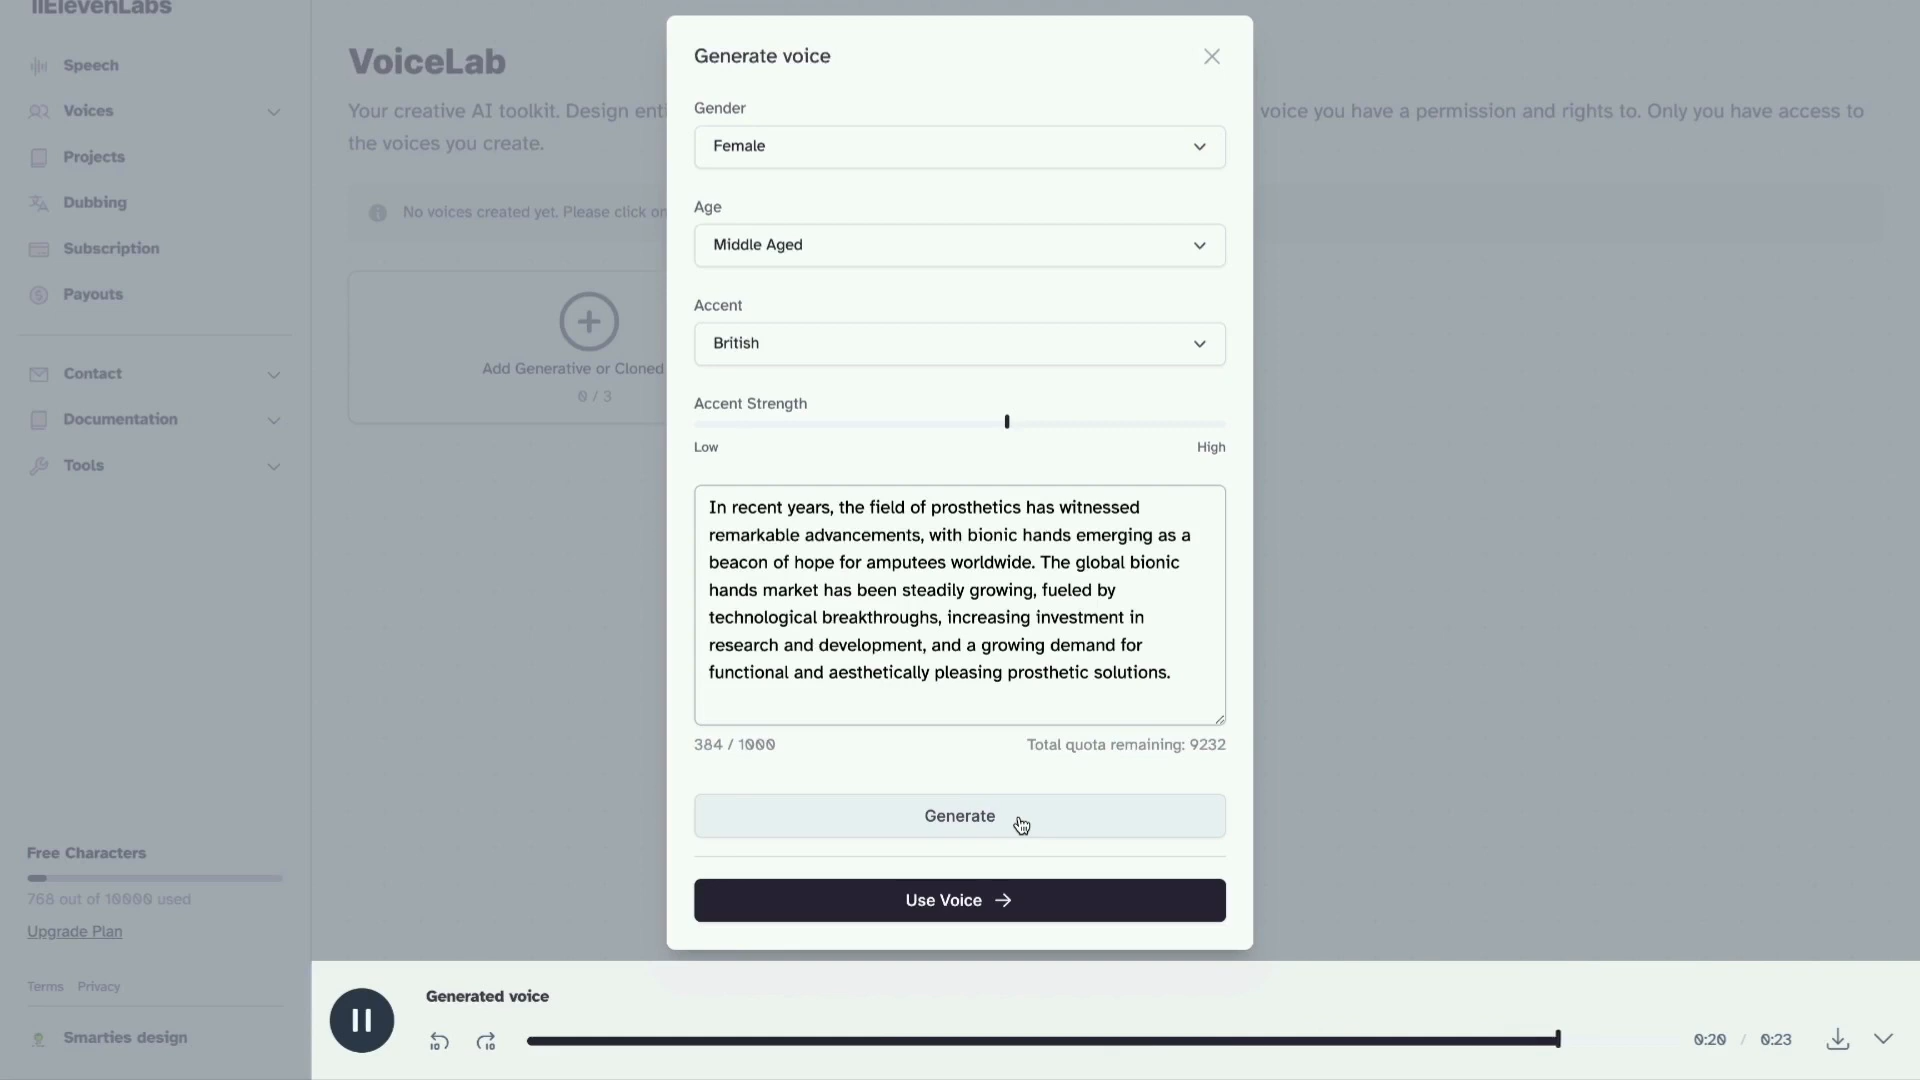 IIElevenLabs
Speech
Voices
Projects
Dubbing
Subscription
Payouts
Contact
Documentation
Tools
Free Characters
768 out of 10000 used
Upgrade Plan
Terms Privacy
Smarties design
VoiceLab
Your creative AI toolkit. Design enti
voice you have a permission and rights to. Only you have access to
the voices you create.
No voices created yet. Please click on
Add Generative or Cloned
0 / 3
Generate voice
Gender
Female
Age
Middle Aged
Accent
British
Accent Strength
Low High
In recent years, the field of prosthetics has witnessed
remarkable advancements, with bionic hands emerging as a
beacon of hope for amputees worldwide. The global bionic
hands market has been steadily growing, fueled by
technological breakthroughs, increasing investment in
research and development, and a growing demand for
functional and aesthetically pleasing prosthetic solutions.
384 / 1000 Total quota remaining: 9232
Generate
Use Voice →
Generated voice
10 10
0:20 / 0:23